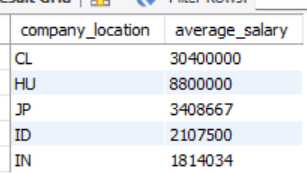 company_location average_salary
CL 30400000
HU 8800000
JP 3408667
ID 2107500
IN 1814034